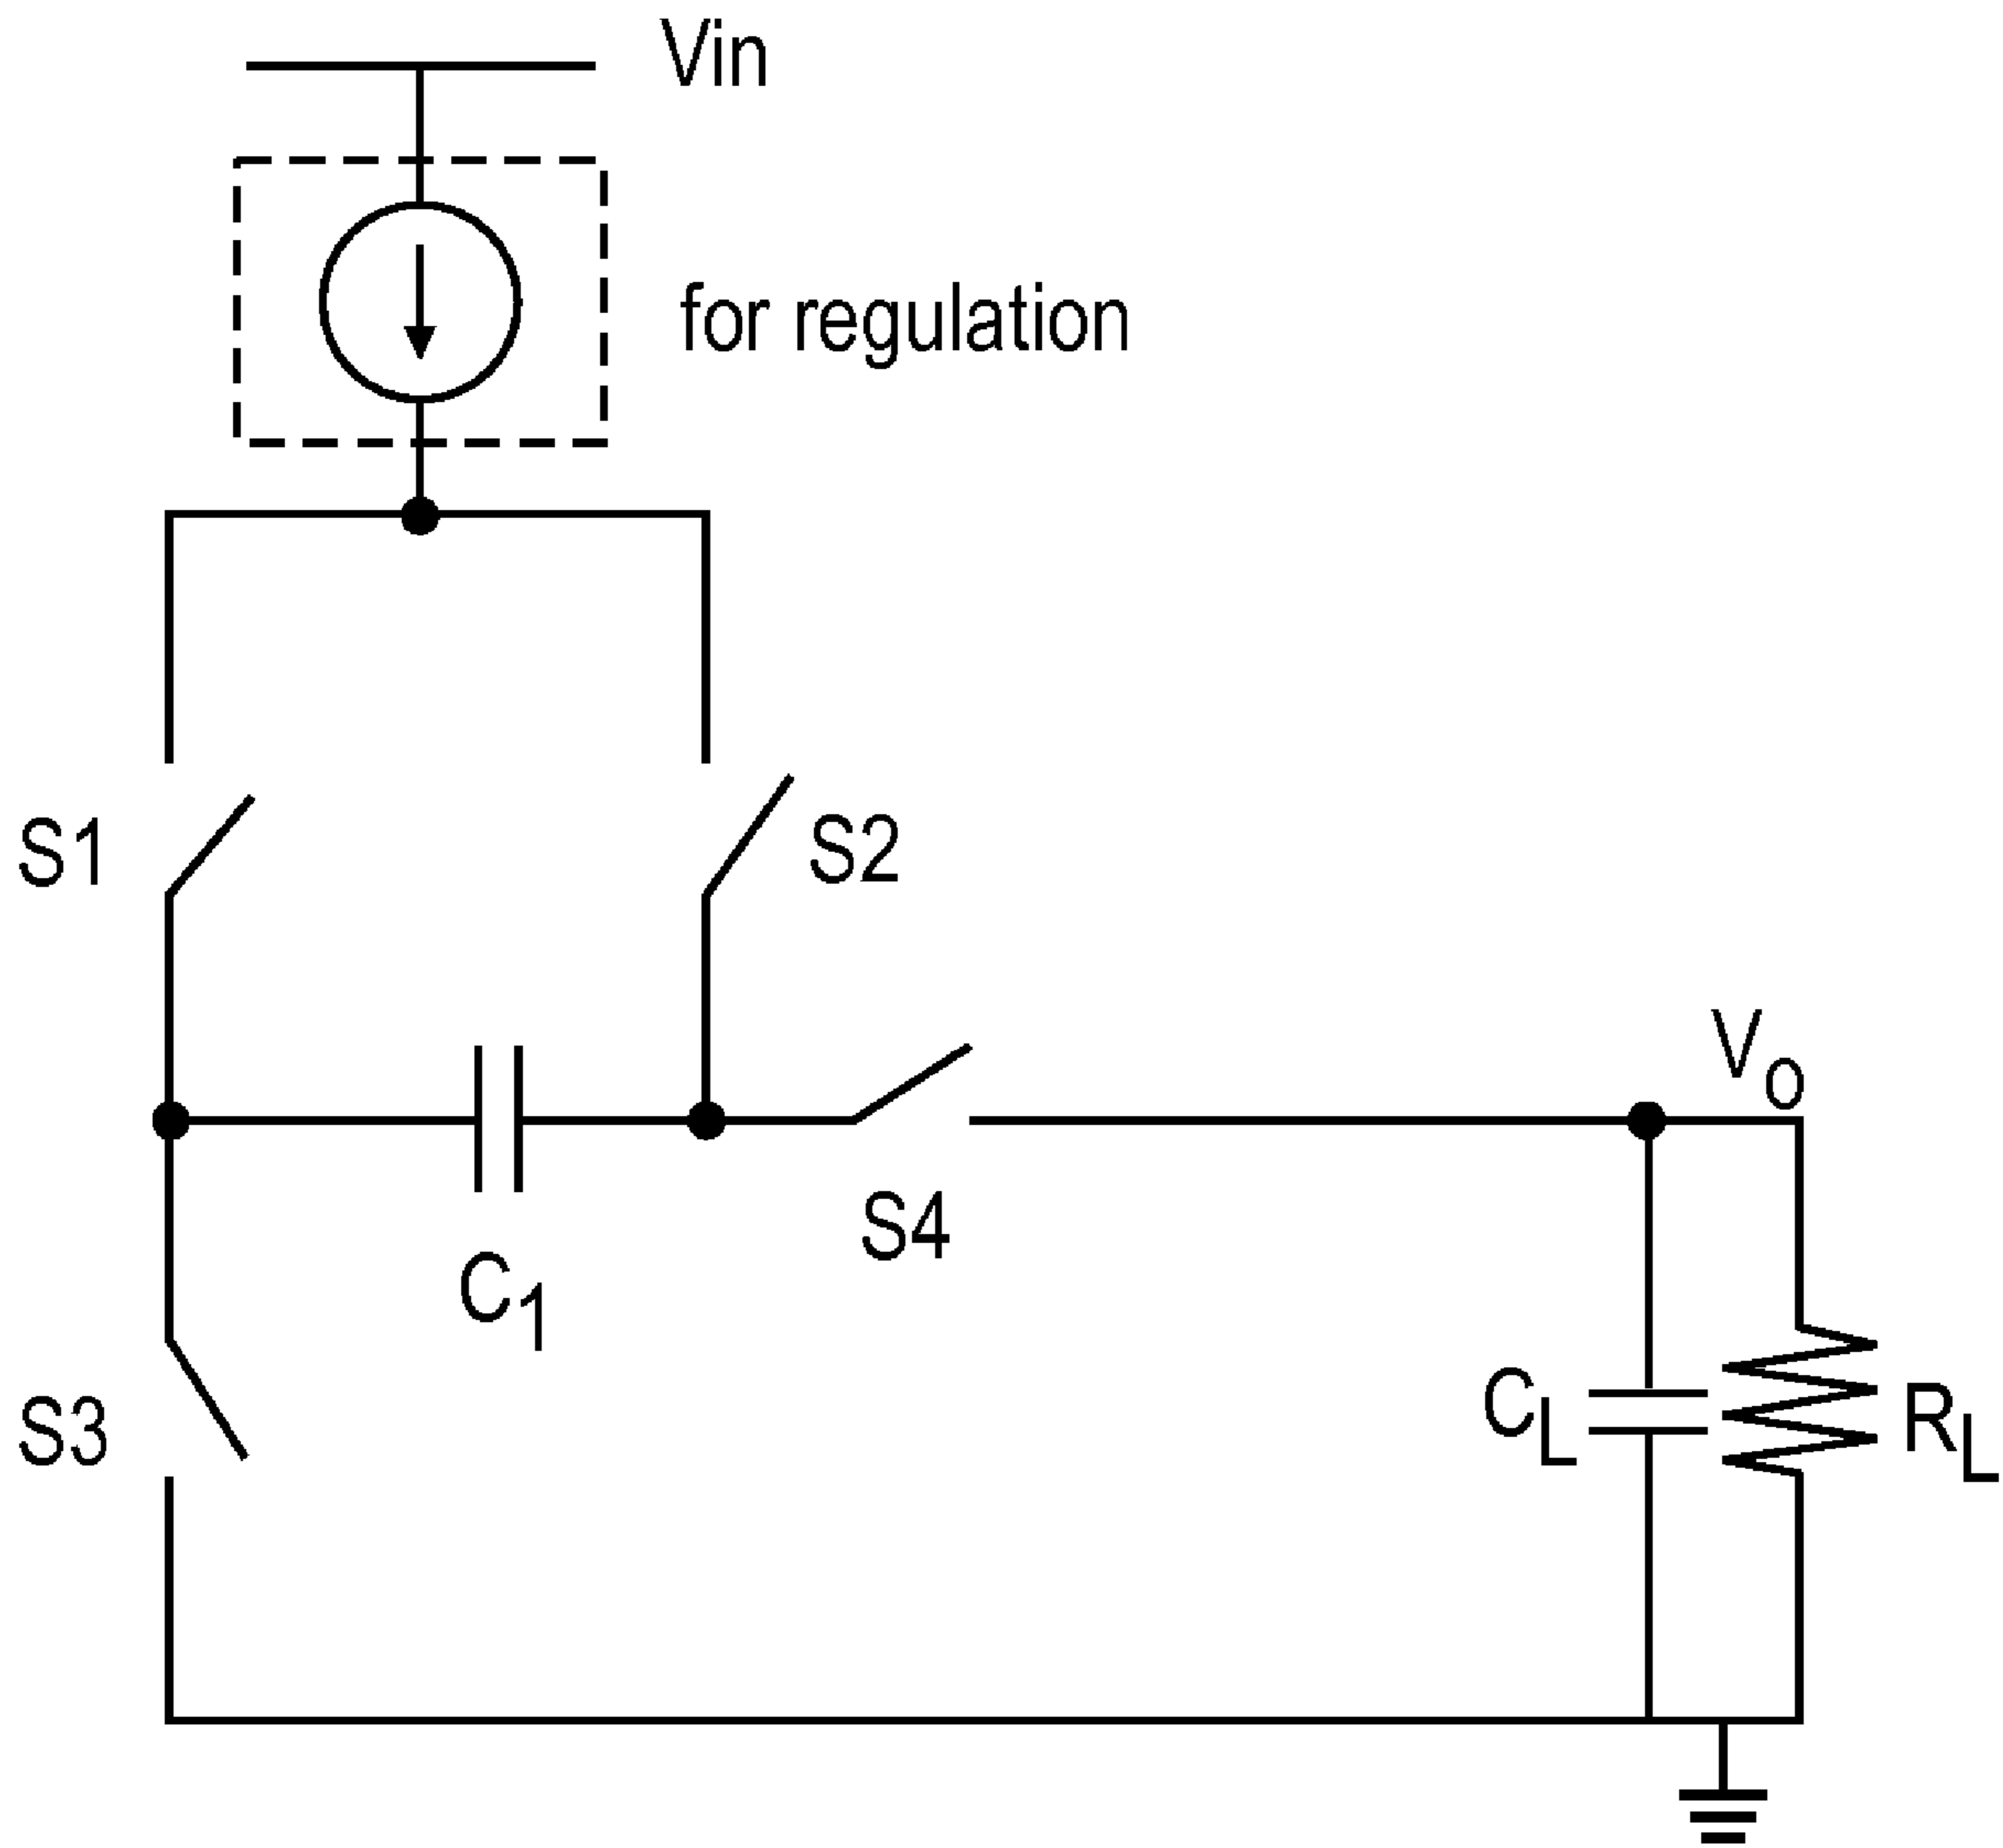 Vin
for regulation
S1
S2
Vo
S4
C1
S3
CL
RL